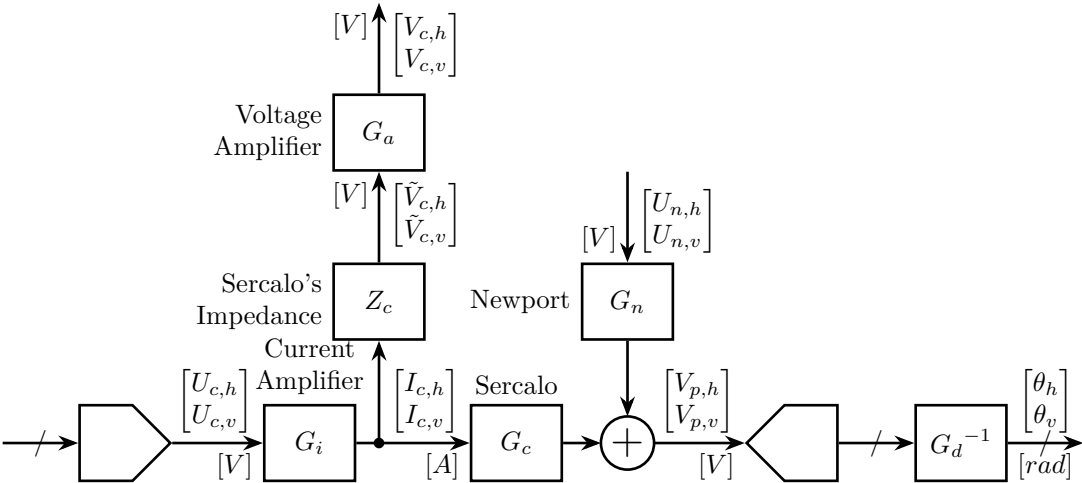 [V]
V_{c,h}
V_{c,v}
Voltage
Amplifier
G_a
[V]
Ṽ_{c,h}
Ṽ_{c,v}
U_{n,h}
U_{n,v}
[V]
Sercalo's
Impedance
Z_c
Newport
G_n
Current
Amplifier
U_{c,h}
U_{c,v}
[V]
G_i
I_{c,h}
I_{c,v}
[A]
Sercalo
G_c
+
V_{p,h}
V_{p,v}
[V]
G_d^{-1}
θ_h
θ_v
[rad]